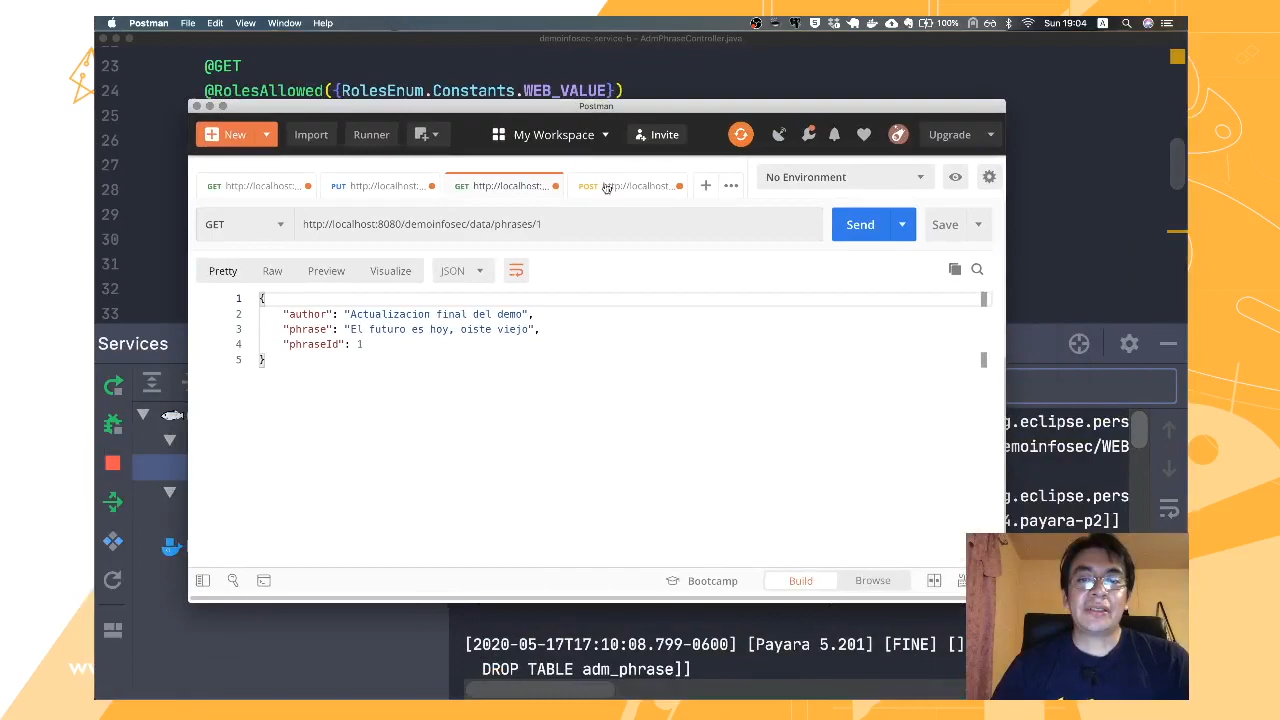 Postman File Edit View Window Help
100% Sun 19:04 A
demoinfosec-service-b – AdmPhraseController.java
23 @GET
24 @RolesAllowed({RolesEnum.Constants.WEB_VALUE})
25
26
27
28
29
30
31
32
33
Postman
New Import Runner My Workspace Invite Upgrade
GET http://localhost:... PUT http://localhost:... GET http://localhost:... POST http://localhost... No Environment
GET http://localhost:8080/demoinfosec/data/phrases/1 Send Save
Pretty Raw Preview Visualize JSON
1 {
2 "author": "Actualizacion final del demo",
3 "phrase": "El futuro es hoy, oiste viejo",
4 "phraseId": 1
5 }
Bootcamp Build Browse
Services
g.eclipse.pers
emoinfosec/WEB
g.eclipse.pers
4.payara-p2]]
[2020-05-17T17:10:08.799-0600] [Payara 5.201] [FINE] []
DROP TABLE adm_phrase]]